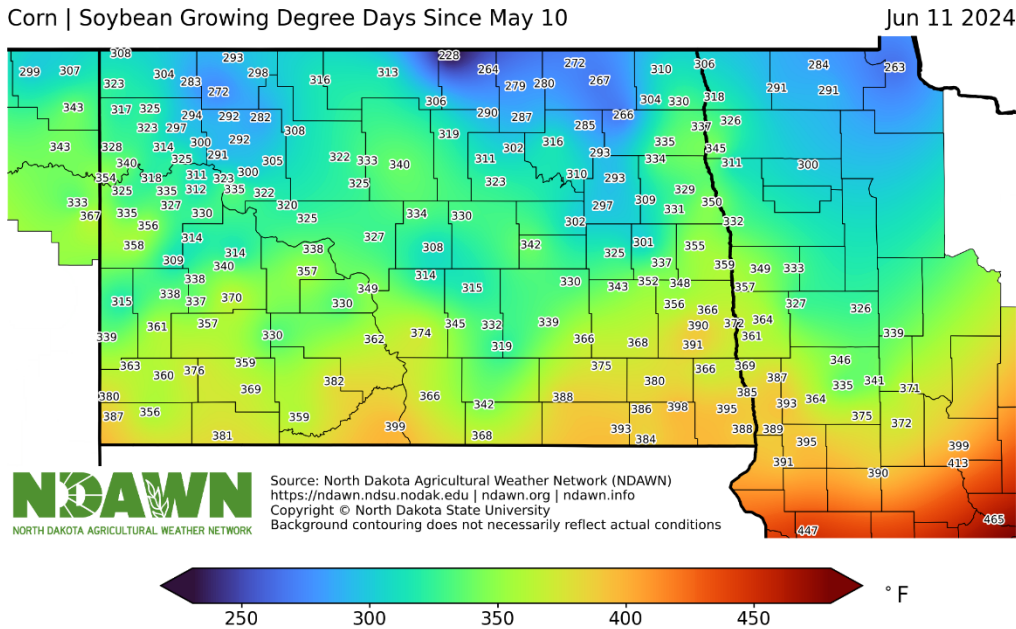 Corn | Soybean Growing Degree Days Since May 10
Jun 11 2024
308 293 228 272 306 284
299 307 304 298 313 264 310 263
323 283 316 279 280 267
272 291 291
343 317 325 306 304 330 318
294 292 282 290 287 266 326
323 297 308 285 337
319
343 328 314 300 292 302 316 335 345
340 325 291 305 322 333 340 311 293 334 311 300
354 318 311 323 300 325 323 310 293
325 335 312 335 322 329
333 327 320 297 309 350
367 335 330 325 334 330 302 331 332
356
358 314 327 308 342 301 355
309 314 338 325
340 357 314 330 337 359 349 333
338 349 315 343 352 348 357
315 338 337 370 330 356 366 327 326
361 357 374 345 332 339 390 372 364
339 330 362 319 366 368 391 361 339
363 360 376 359 375 366 369 346
369 382 380 387 335 341 371
380 366 388 385 364
387 356 359 342 386 398 395 393 375 372
381 399 368 393 384 388 389 395 399
391 390 413
447 465
NDAWN
NORTH DAKOTA AGRICULTURAL WEATHER NETWORK
Source: North Dakota Agricultural Weather Network (NDAWN)
https://ndawn.ndsu.nodak.edu | ndawn.org | ndawn.info
Copyright © North Dakota State University
Background contouring does not necessarily reflect actual conditions
250 300 350 400 450
°F